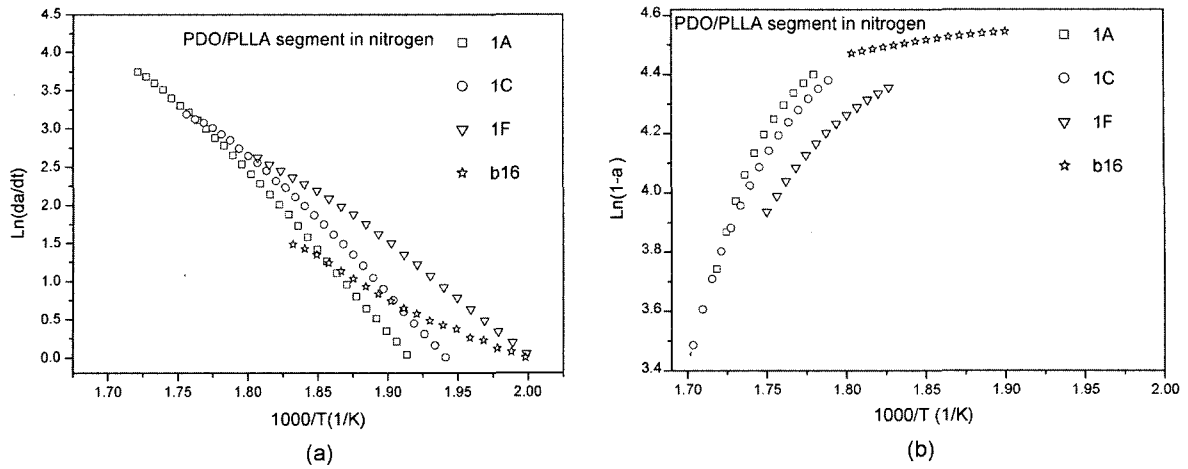 PDO/PLLA segment in nitrogen
1A
1C
1F
b16
Ln(da/dt)
4.5
4.0
3.5
3.0
2.5
2.0
1.5
1.0
0.5
0.0
1.70
1.75
1.80
1.85
1.90
1.95
2.00
1000/T(1/K)
(a)
PDO/PLLA segment in nitrogen
1A
1C
1F
b16
Ln(1-a)
4.6
4.4
4.2
4.0
3.8
3.6
3.4
1.70
1.75
1.80
1.85
1.90
1.95
2.00
1000/T (1/K)
(b)